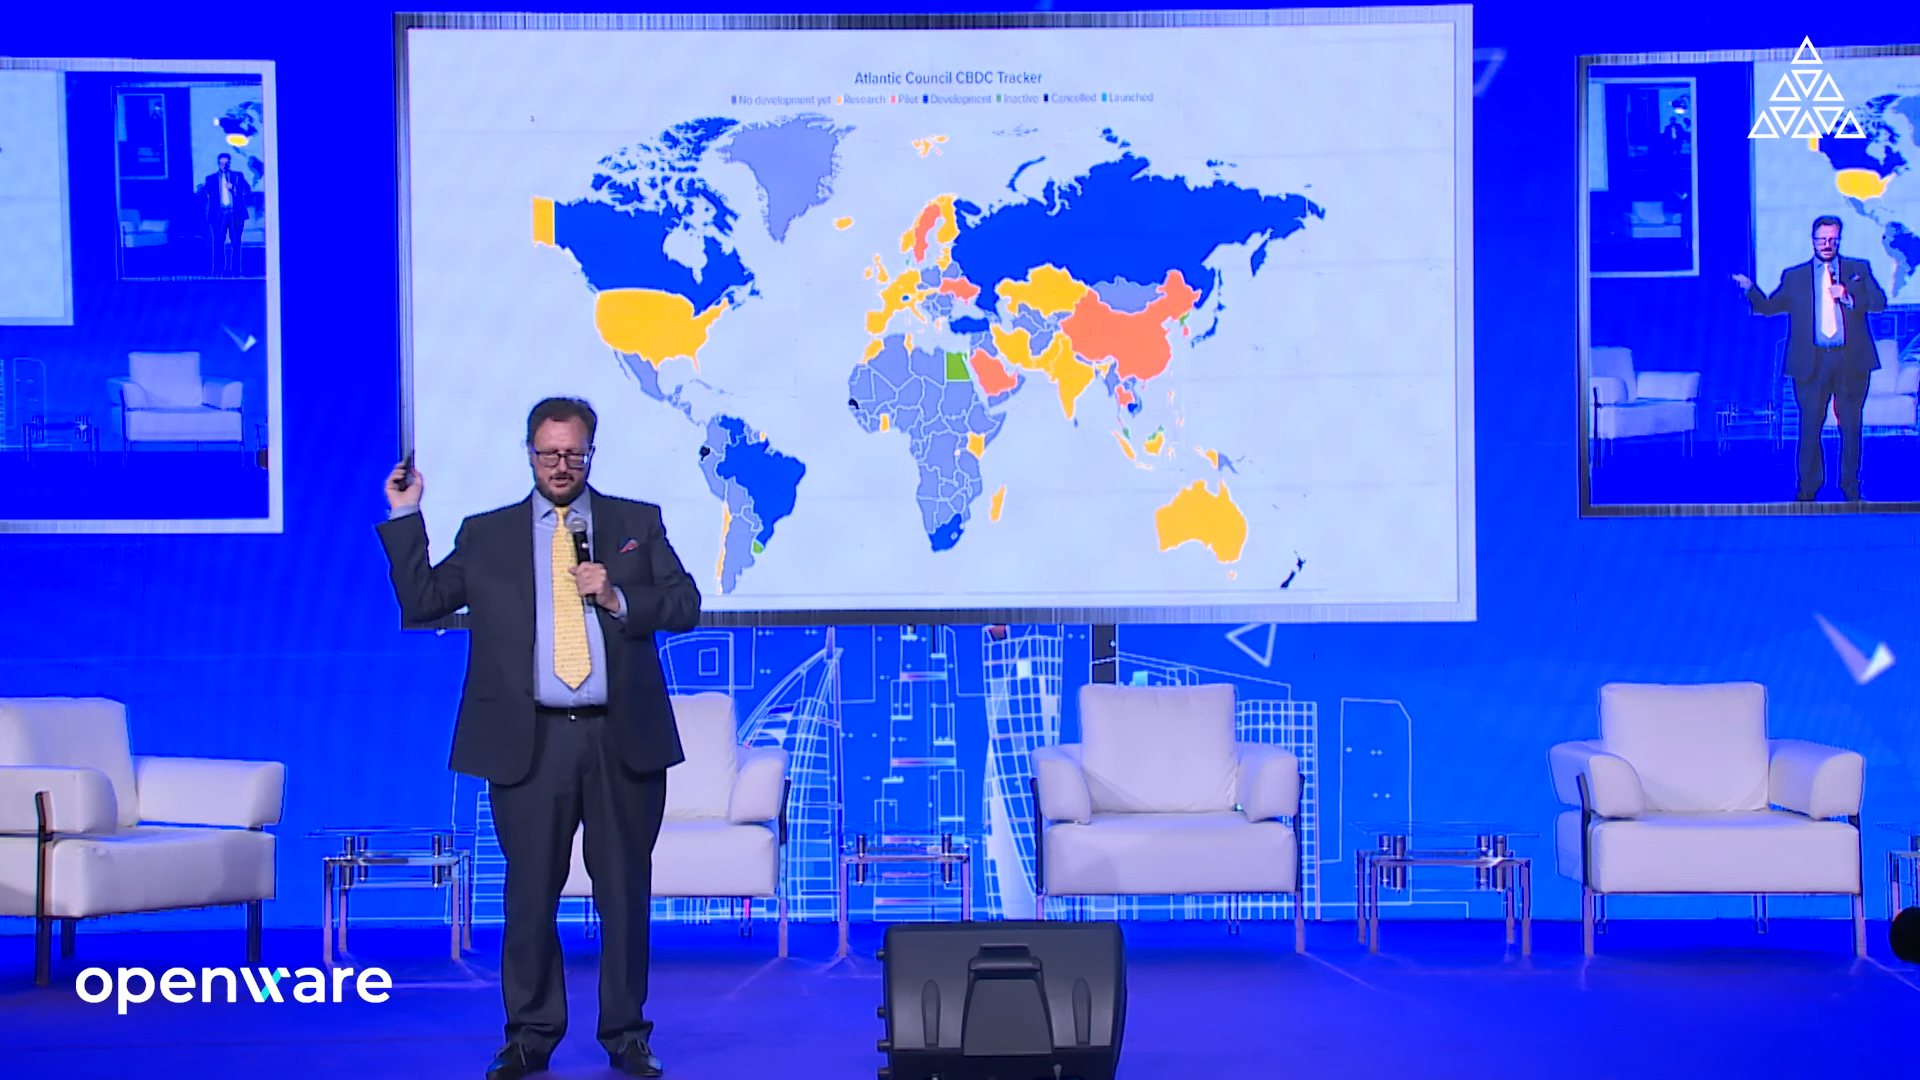 Atlantic Council CBDC Tracker
No development yet Research Pilot Development Inactive Cancelled Launched
openware